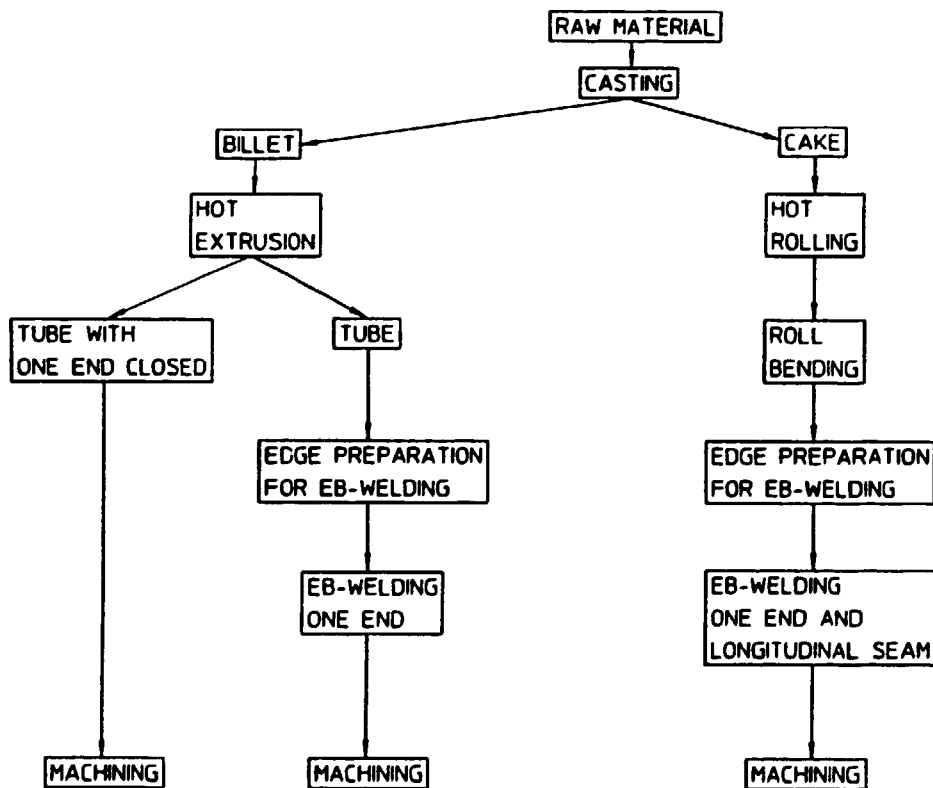 RAW MATERIAL
CASTING
BILLET
CAKE
HOT
EXTRUSION
HOT
ROLLING
TUBE WITH
ONE END CLOSED
TUBE
ROLL
BENDING
EDGE PREPARATION
FOR EB-WELDING
EDGE PREPARATION
FOR EB-WELDING
EB-WELDING
ONE END
EB-WELDING
ONE END AND
LONGITUDINAL SEAM
MACHINING
MACHINING
MACHINING